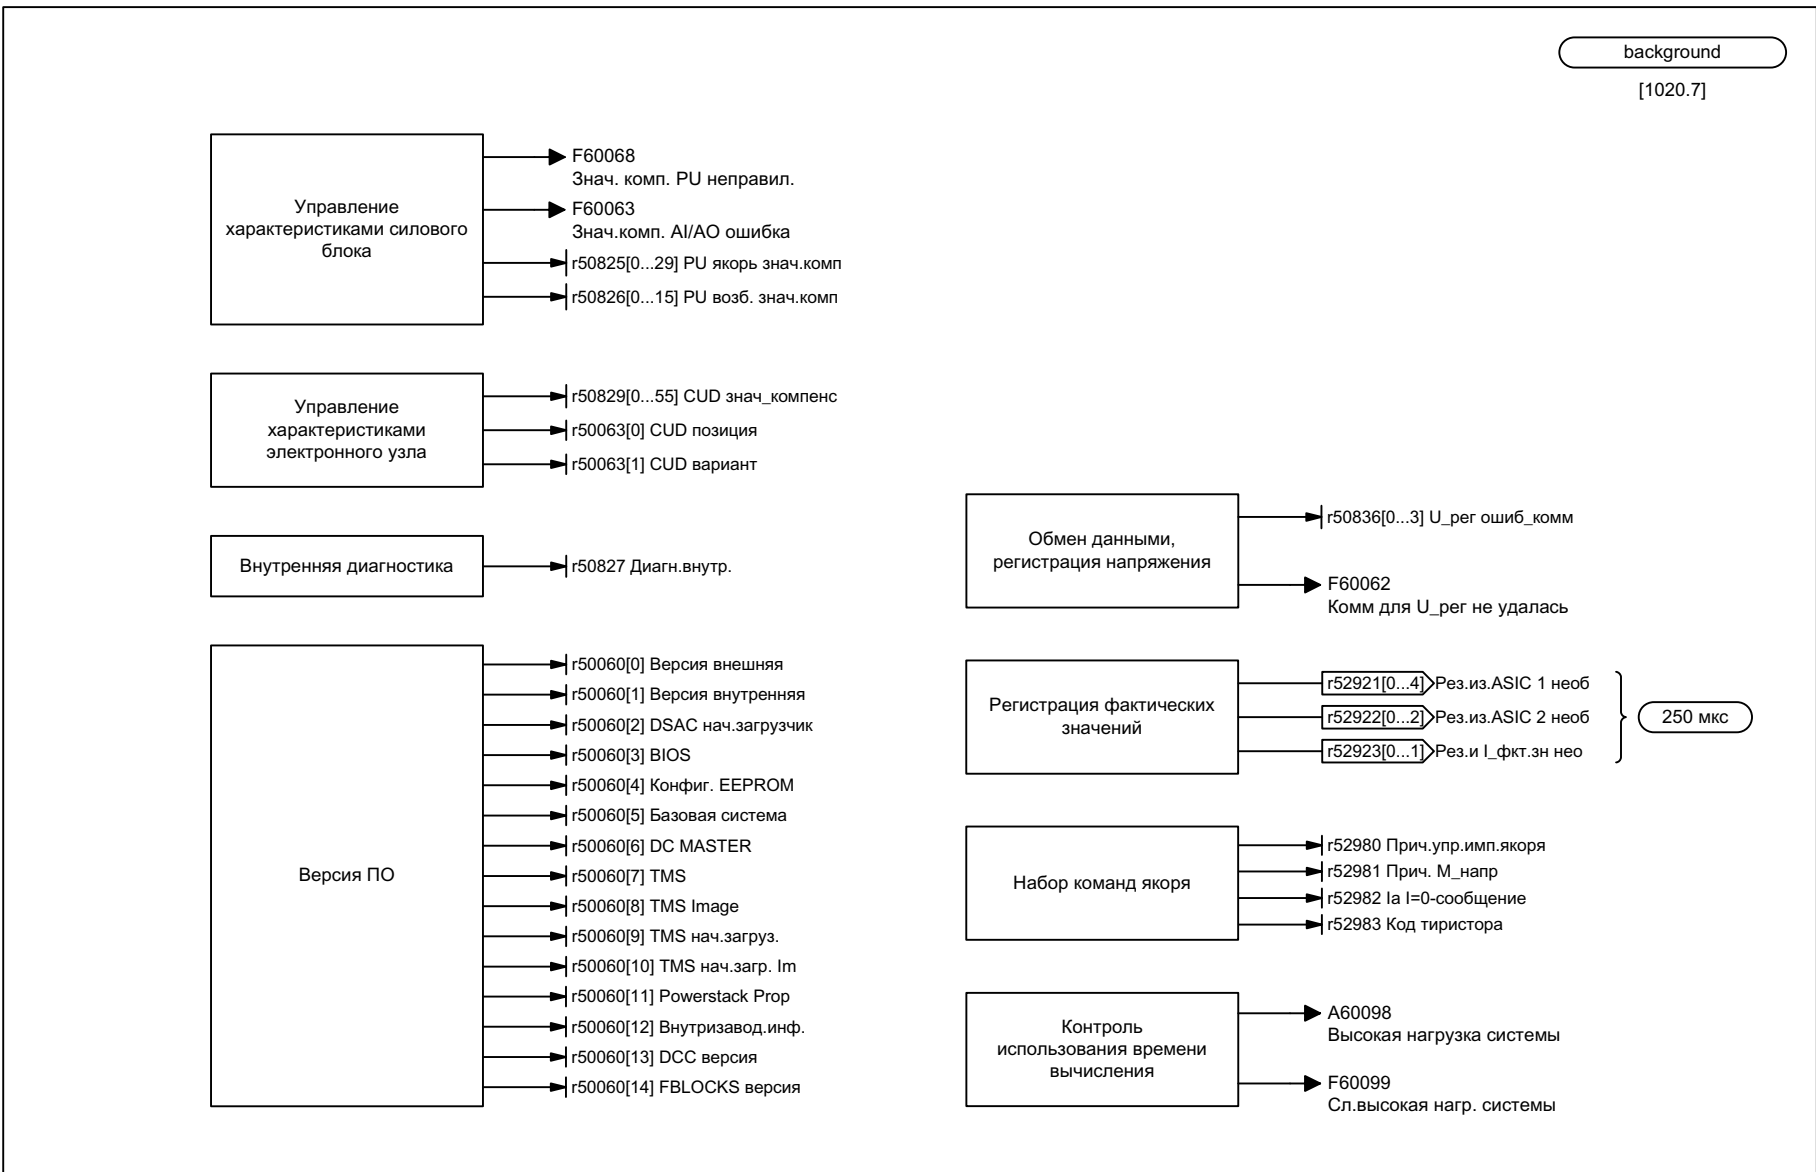 background
[1020.7]
Управление
характеристиками силового
блока
F60068
Знач. комп. PU неправил.
F60063
Знач.комп. AI/AO ошибка
r50825[0...29] PU якорь знач.комп
r50826[0...15] PU возб. знач.комп
Управление
характеристиками
электронного узла
r50829[0...55] CUD знач_компенс
r50063[0] CUD позиция
r50063[1] CUD вариант
Внутренняя диагностика
r50827 Диагн.внутр.
Версия ПО
r50060[0] Версия внешняя
r50060[1] Версия внутренняя
r50060[2] DSAC нач.загрузчик
r50060[3] BIOS
r50060[4] Конфиг. EEPROM
r50060[5] Базовая система
r50060[6] DC MASTER
r50060[7] TMS
r50060[8] TMS Image
r50060[9] TMS нач.загруз.
r50060[10] TMS нач.загр. Im
r50060[11] Powerstack Prop
r50060[12] Внутризавод.инф.
r50060[13] DCC версия
r50060[14] FBLOCKS версия
Обмен данными,
регистрация напряжения
r50836[0...3] U_рег ошиб_комм
F60062
Комм для U_рег не удалась
Регистрация фактических
значений
r52921[0...4] Рез.из.ASIC 1 необ
r52922[0...2] Рез.из.ASIC 2 необ
r52923[0...1] Рез.и I_фкт.зн нео
250 мкс
Набор команд якоря
r52980 Прич.упр.имп.якоря
r52981 Прич. М_напр
r52982 Ia I=0-сообщение
r52983 Код тиристора
Контроль
использования времени
вычисления
A60098
Высокая нагрузка системы
F60099
Сл.высокая нагр. системы